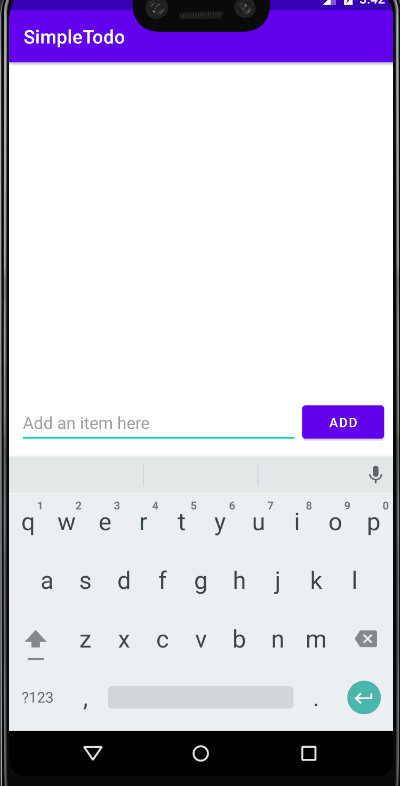 SimpleTodo
Add an item here
ADD
1 2 3 4 5 6 7 8 9 0
q w e r t y u i o p
a s d f g h j k l
z x c v b n m
?123 , .